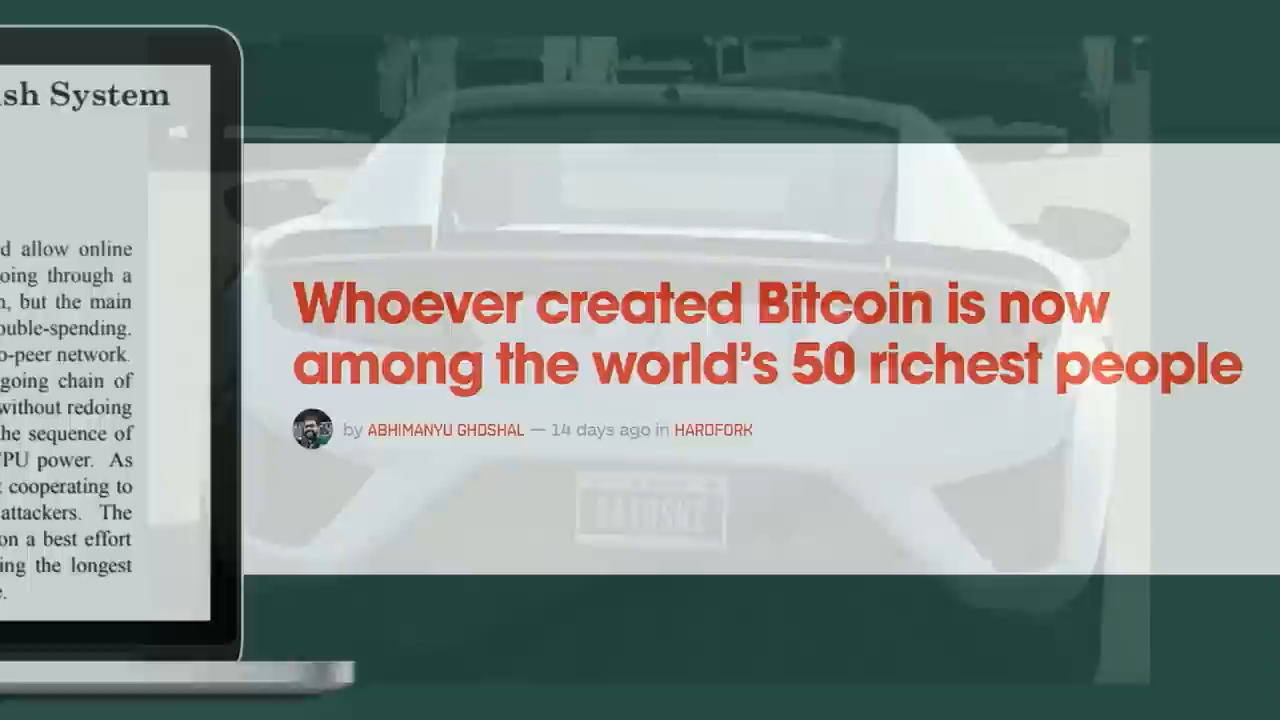 sh System
d allow online
oing through a
, but the main
ouble-spending.
o-peer network.
going chain of
without redoing
he sequence of
PU power. As
cooperating to
attackers. The
on a best effort
ing the longest
Whoever created Bitcoin is now
among the world's 50 richest people
by ABHIMANYU GHOSHAL — 14 days ago in HARDFORK
SATOSHI